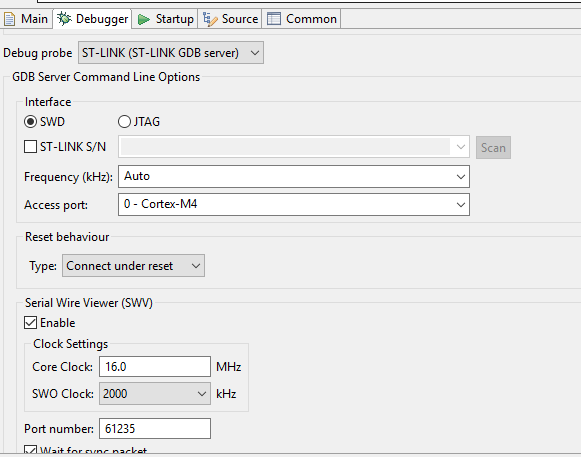 Main Debugger Startup Source Common
Debug probe ST-LINK (ST-LINK GDB server)
GDB Server Command Line Options
Interface
SWD JTAG
ST-LINK S/N Scan
Frequency (kHz): Auto
Access port: 0 - Cortex-M4
Reset behaviour
Type: Connect under reset
Serial Wire Viewer (SWV)
Enable
Clock Settings
Core Clock: 16.0 MHz
SWO Clock: 2000 kHz
Port number: 61235
Wait for sync packet